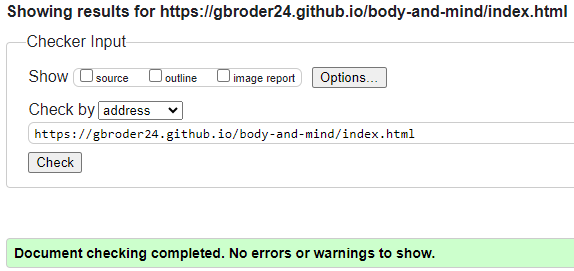 Showing results for https://gbroder24.github.io/body-and-mind/index.html
Checker Input
Show source outline image report Options...
Check by address
https://gbroder24.github.io/body-and-mind/index.html
Check
Document checking completed. No errors or warnings to show.